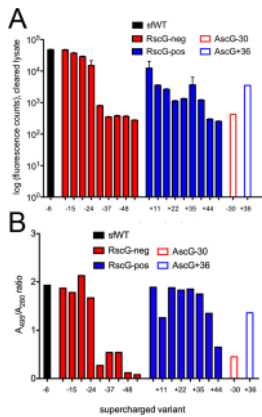 A
sfWT
RscG-neg
RscG-pos
AscG-30
AscG+36
log (fluorescence counts), cleared lysate
10⁵
10⁴
10³
10²
10¹
10⁰
-6 -15 -24 -37 -48 +11 +22 +35 +44 -30 +36
B
sfWT
RscG-neg
RscG-pos
AscG-30
AscG+36
3
2
1
0
-6 -15 -24 -37 -48 +11 +22 +35 +44 -30 +36
supercharged variant